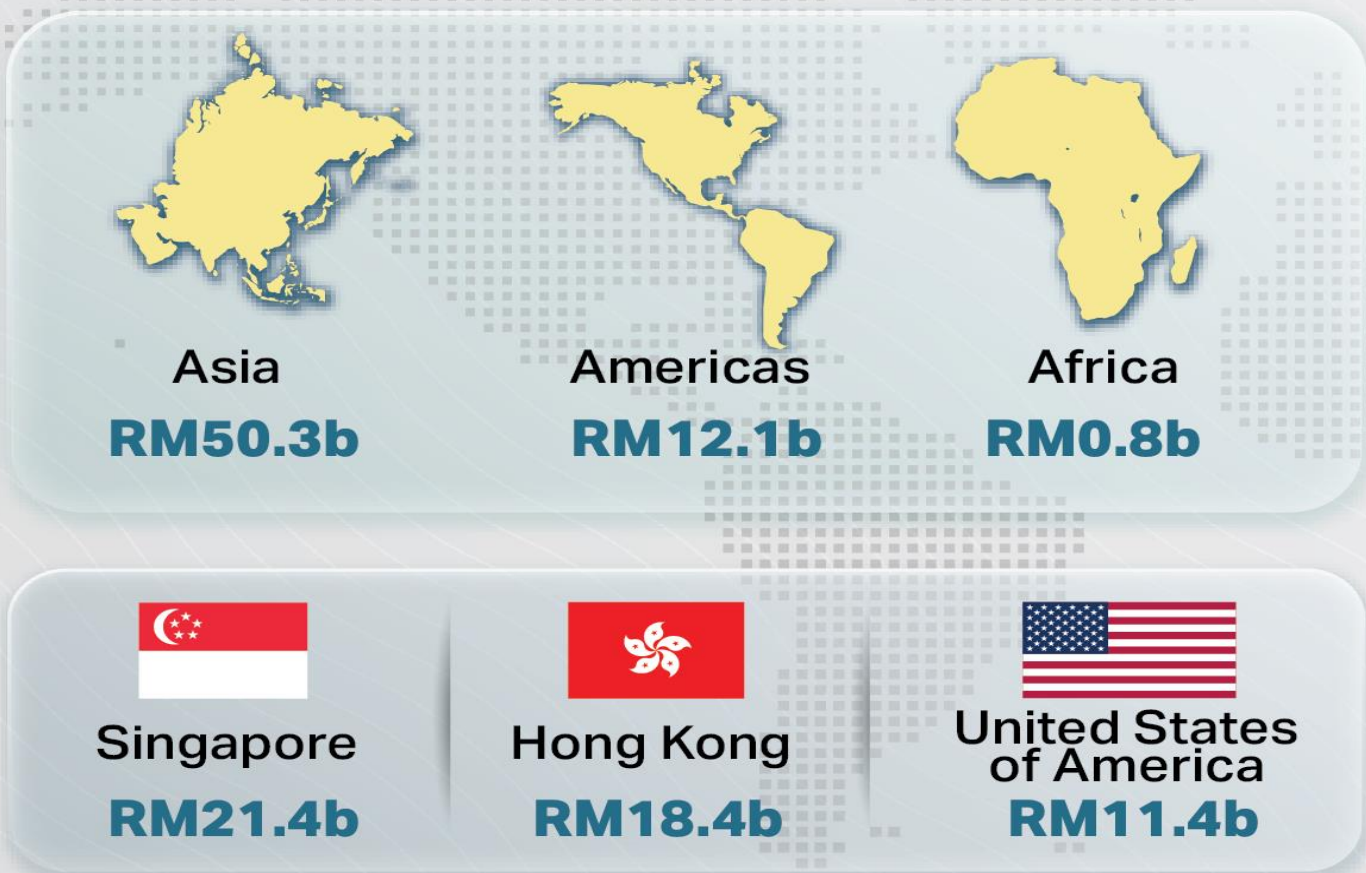 Asia
Americas
Africa
RM50.3b
RM12.1b
RM0.8b
Singapore
Hong Kong
United States
of America
RM21.4b
RM18.4b
RM11.4b